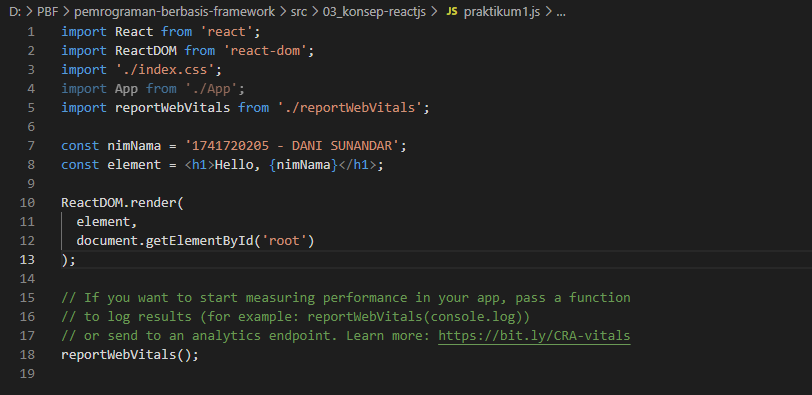 D: > PBF > pemrograman-berbasis-framework > src > 03_konsep-reactjs > JS praktikum1.js > ...
1 import React from 'react';
2 import ReactDOM from 'react-dom';
3 import './index.css';
4 import App from './App';
5 import reportWebVitals from './reportWebVitals';
6
7 const nimNama = '1741720205 - DANI SUNANDAR';
8 const element = <h1>Hello, {nimNama}</h1>;
9
10 ReactDOM.render(
11   element,
12   document.getElementById('root')
13 );
14
15 // If you want to start measuring performance in your app, pass a function
16 // to log results (for example: reportWebVitals(console.log))
17 // or send to an analytics endpoint. Learn more: https://bit.ly/CRA-vitals
18 reportWebVitals();
19